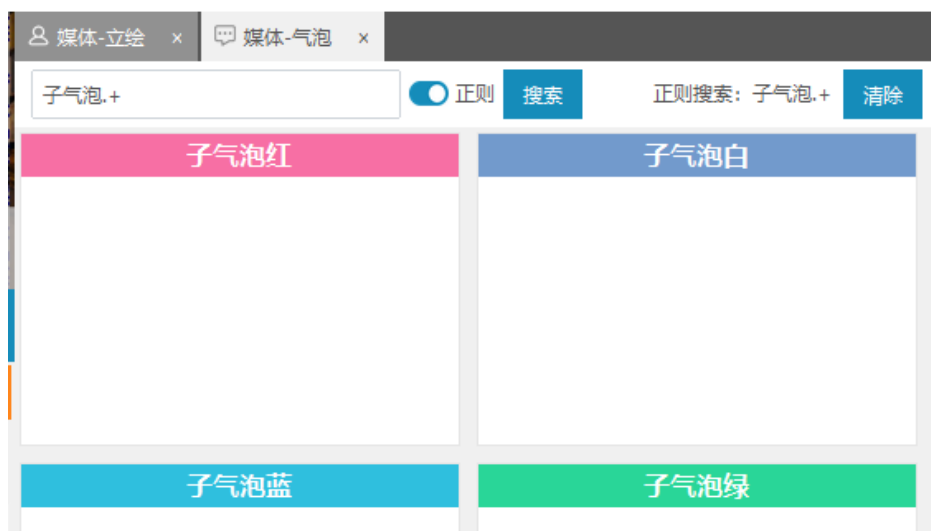 媒体-立绘 × 媒体-气泡 ×
子气泡.+ 正则 搜索 正则搜索：子气泡.+ 清除
子气泡红 子气泡白
子气泡蓝 子气泡绿